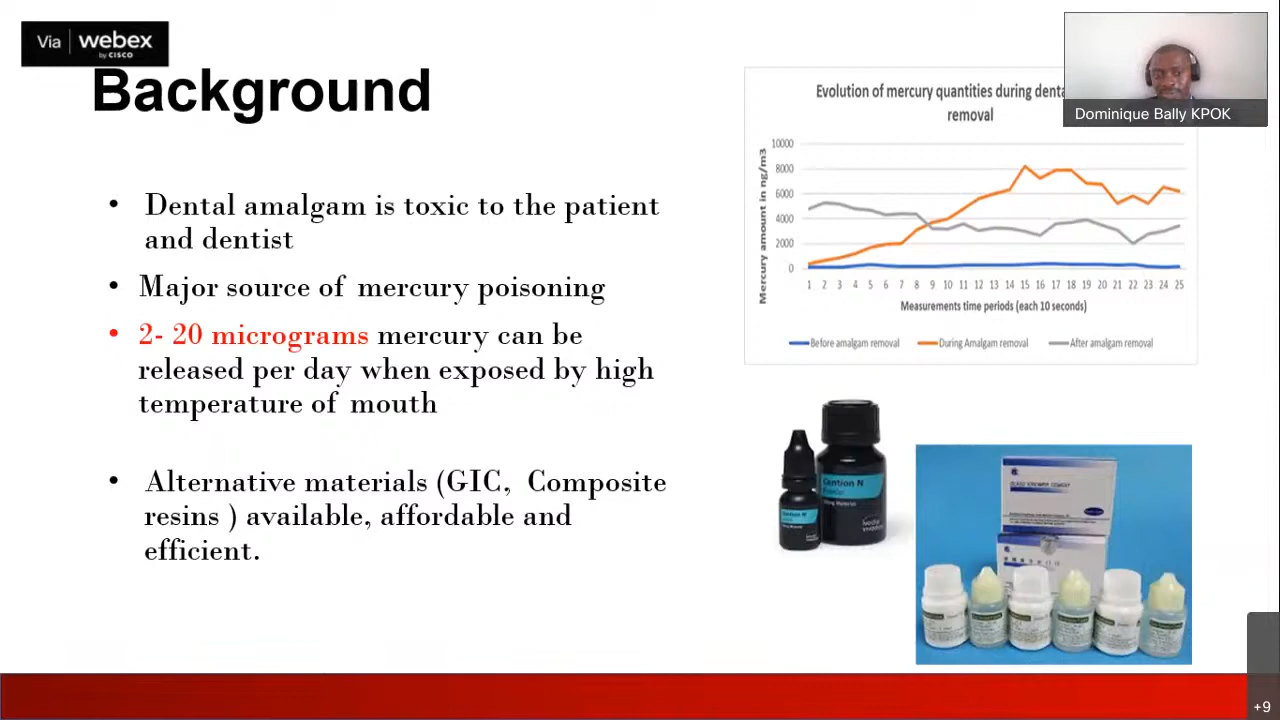 Via webex
by CISCO
Background
Dominique Bally KPOK
• Dental amalgam is toxic to the patient
and dentist
• Major source of mercury poisoning
• 2- 20 micrograms mercury can be
released per day when exposed by high
temperature of mouth
• Alternative materials (GIC, Composite
resins ) available, affordable and
efficient.
Evolution of mercury quantities during
removal
Mercury amount in ng/m3
10000
8000
6000
4000
2000
0
1 2 3 4 5 6 7 8 9 10 11 12 13 14 15 16 17 18 19 20 21 22 23 24 25
Measurements time periods (each 10 seconds)
Before amalgam removal During Amalgam removal After amalgam removal
Cention N
Cention N
+9